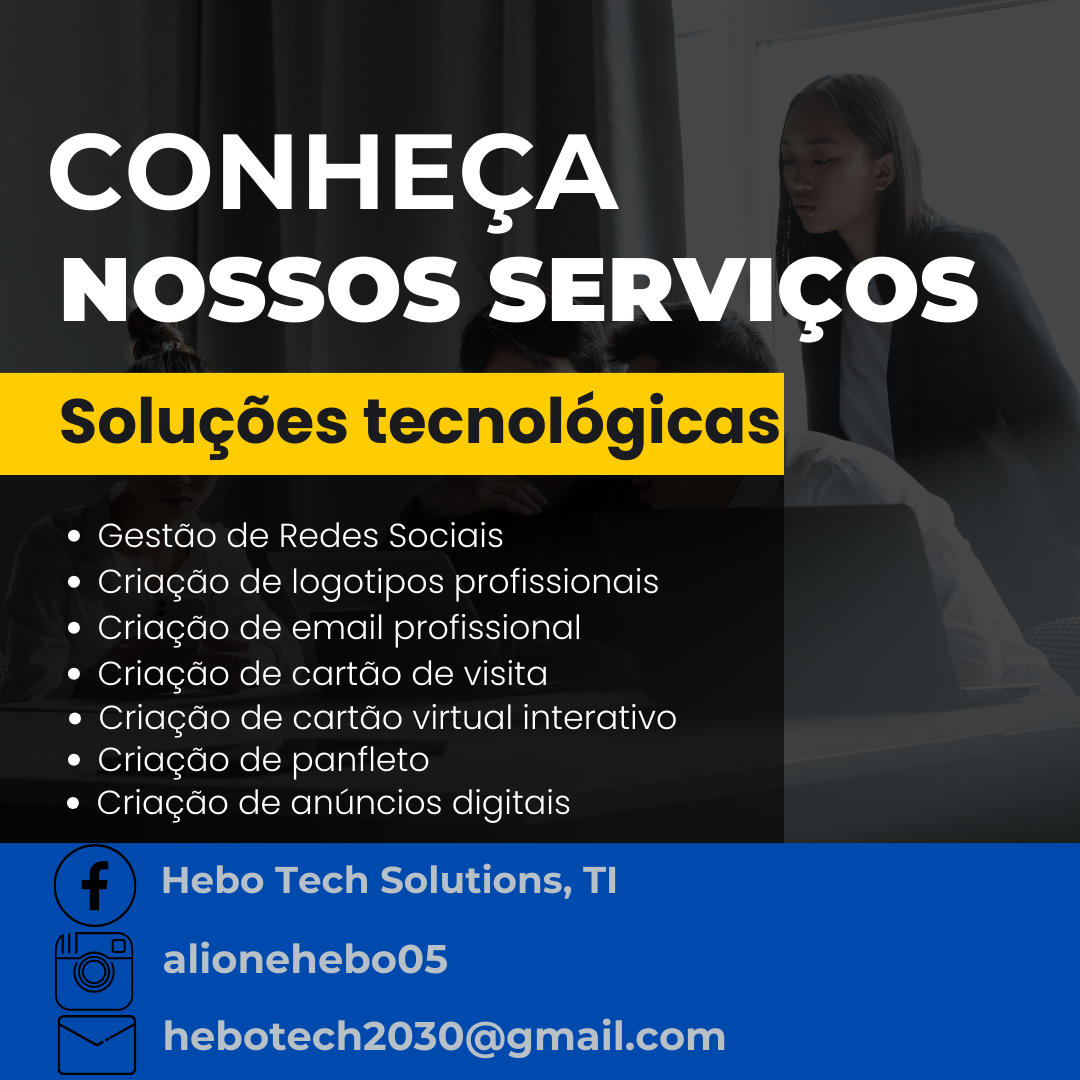 CONHEÇA
NOSSOS SERVIÇOS
Soluções tecnológicas
• Gestão de Redes Sociais
• Criação de logotipos profissionais
• Criação de email profissional
• Criação de cartão de visita
• Criação de cartão virtual interativo
• Criação de panfleto
• Criação de anúncios digitais
Hebo Tech Solutions, TI
alionehebo05
hebotech2030@gmail.com